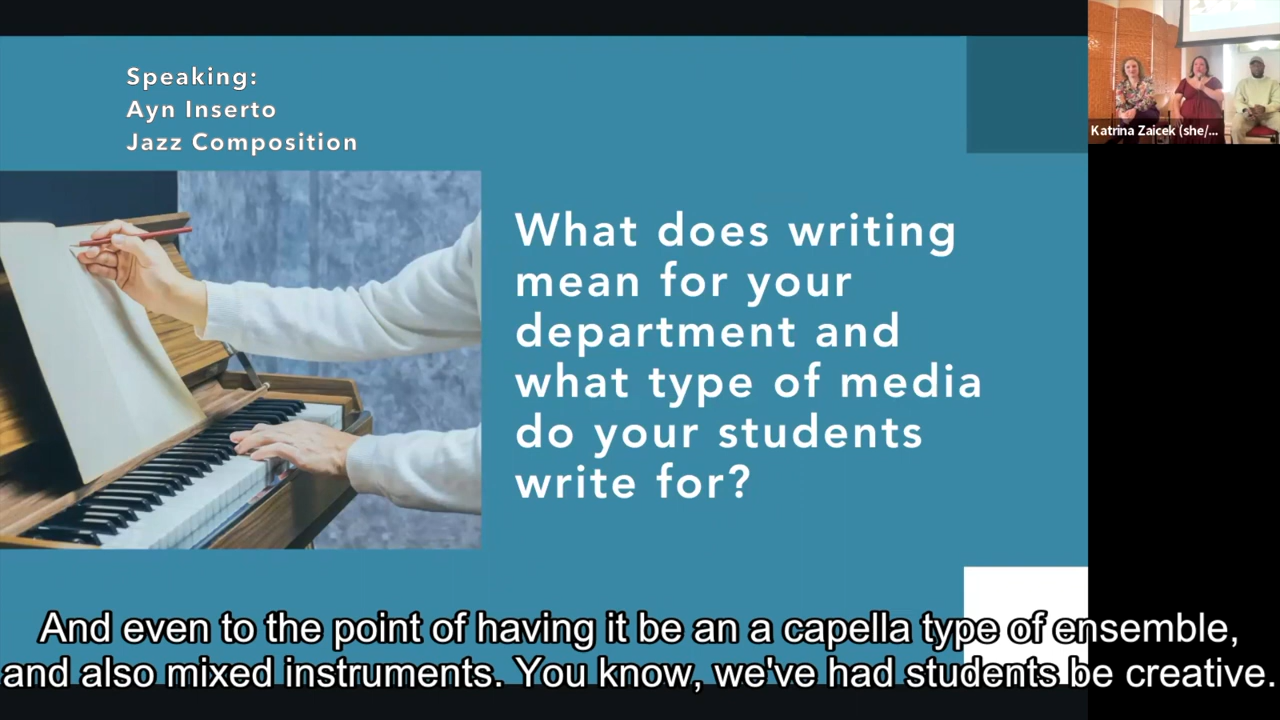 Speaking:
Ayn Inserto
Jazz Composition
Katrina Zaicek (she/...
What does writing
mean for your
department and
what type of media
do your students
write for?
And even to the point of having it be an a capella type of ensemble,
and also mixed instruments. You know, we've had students be creative.